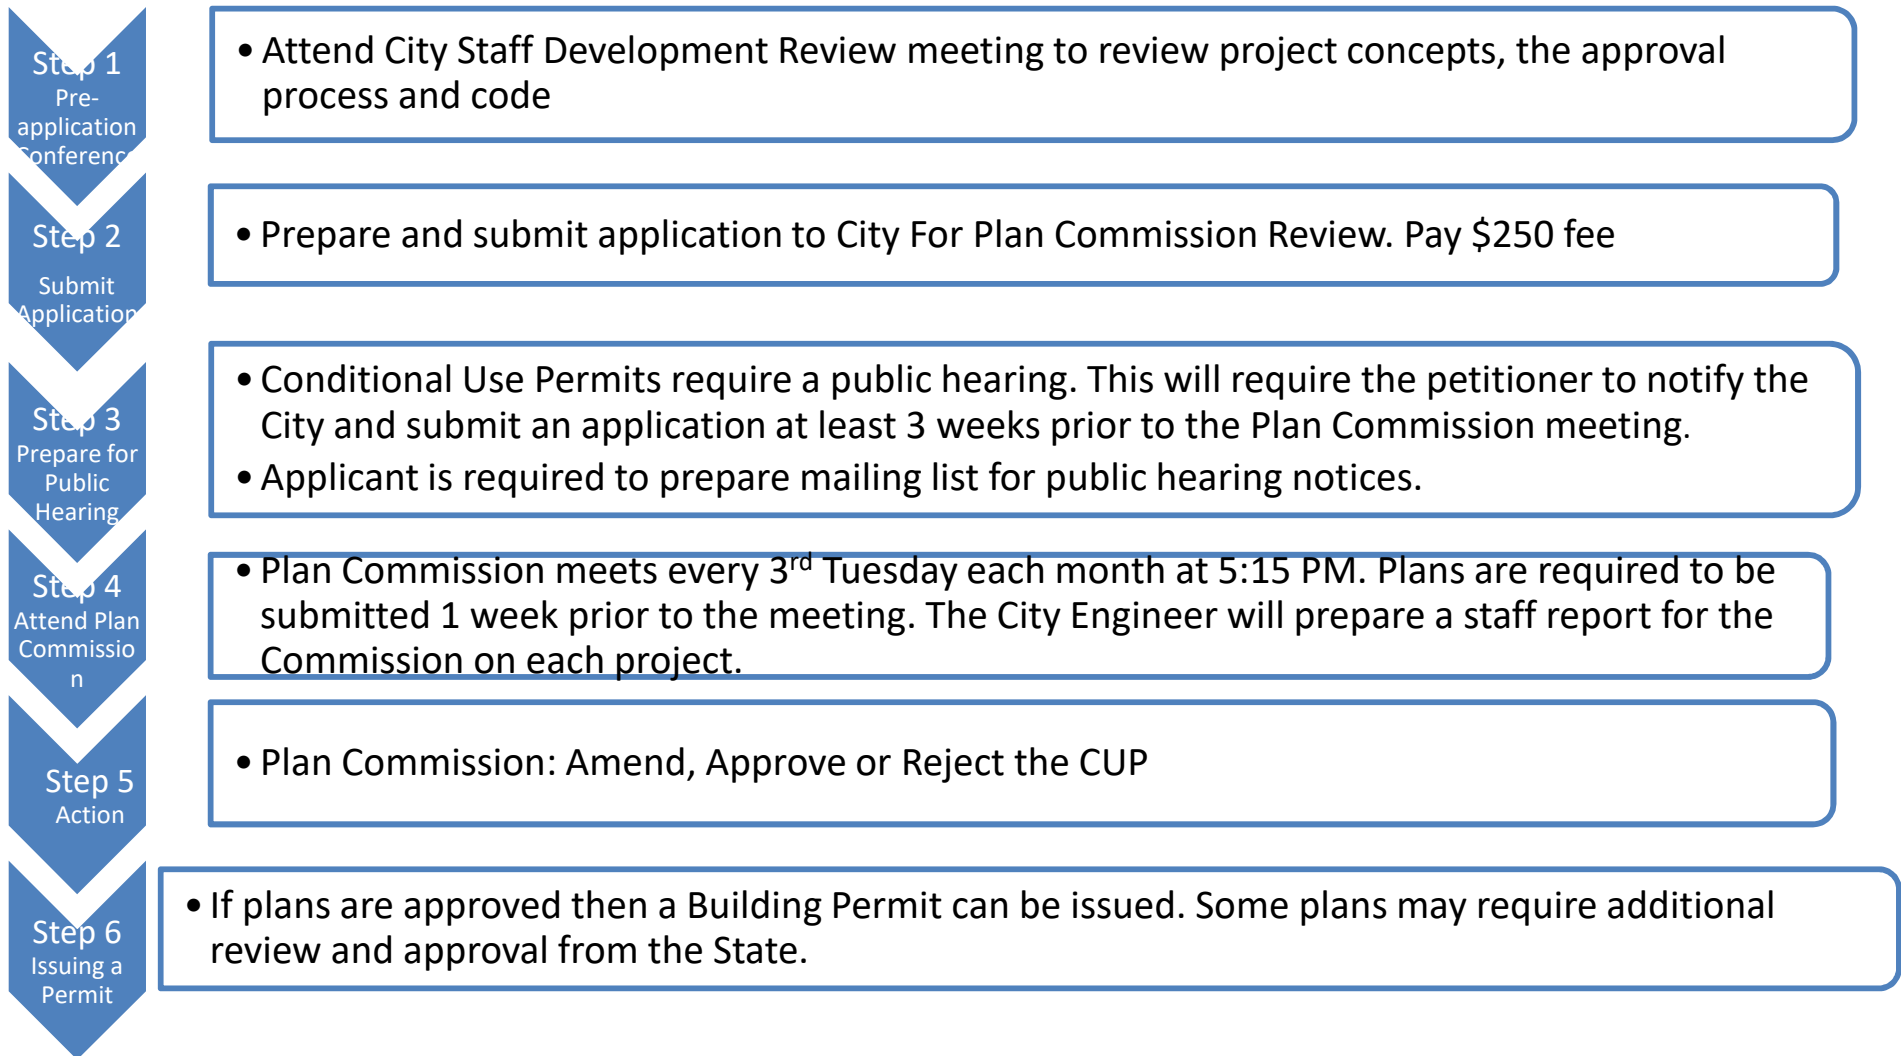 Step 1
Pre-
application
Conference
• Attend City Staff Development Review meeting to review project concepts, the approval
process and code
Step 2
Submit
Application
• Prepare and submit application to City For Plan Commission Review. Pay $250 fee
Step 3
Prepare for
Public
Hearing
• Conditional Use Permits require a public hearing. This will require the petitioner to notify the
City and submit an application at least 3 weeks prior to the Plan Commission meeting.
• Applicant is required to prepare mailing list for public hearing notices.
Step 4
Attend Plan
Commissio
n
• Plan Commission meets every 3rd Tuesday each month at 5:15 PM. Plans are required to be
submitted 1 week prior to the meeting. The City Engineer will prepare a staff report for the
Commission on each project.
Step 5
Action
• Plan Commission: Amend, Approve or Reject the CUP
Step 6
Issuing a
Permit
• If plans are approved then a Building Permit can be issued. Some plans may require additional
review and approval from the State.